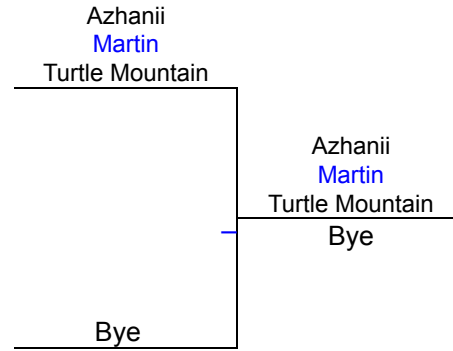 Azhanii
Martin
Turtle Mountain
Azhanii
Martin
Turtle Mountain
Bye
Bye